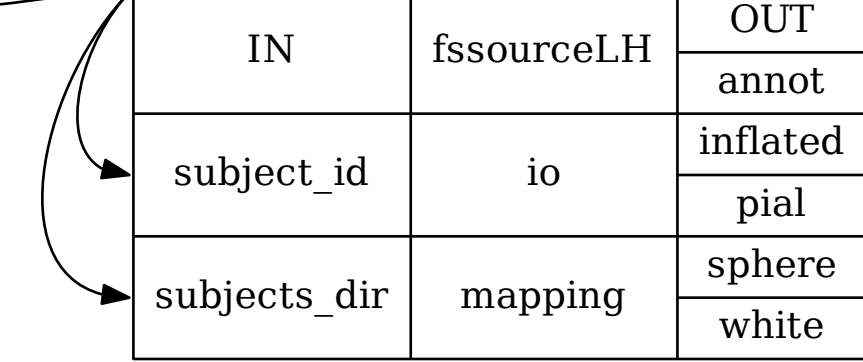 IN
subject_id
subjects_dir
fssourceLH
io
mapping
OUT
annot
inflated
pial
sphere
white